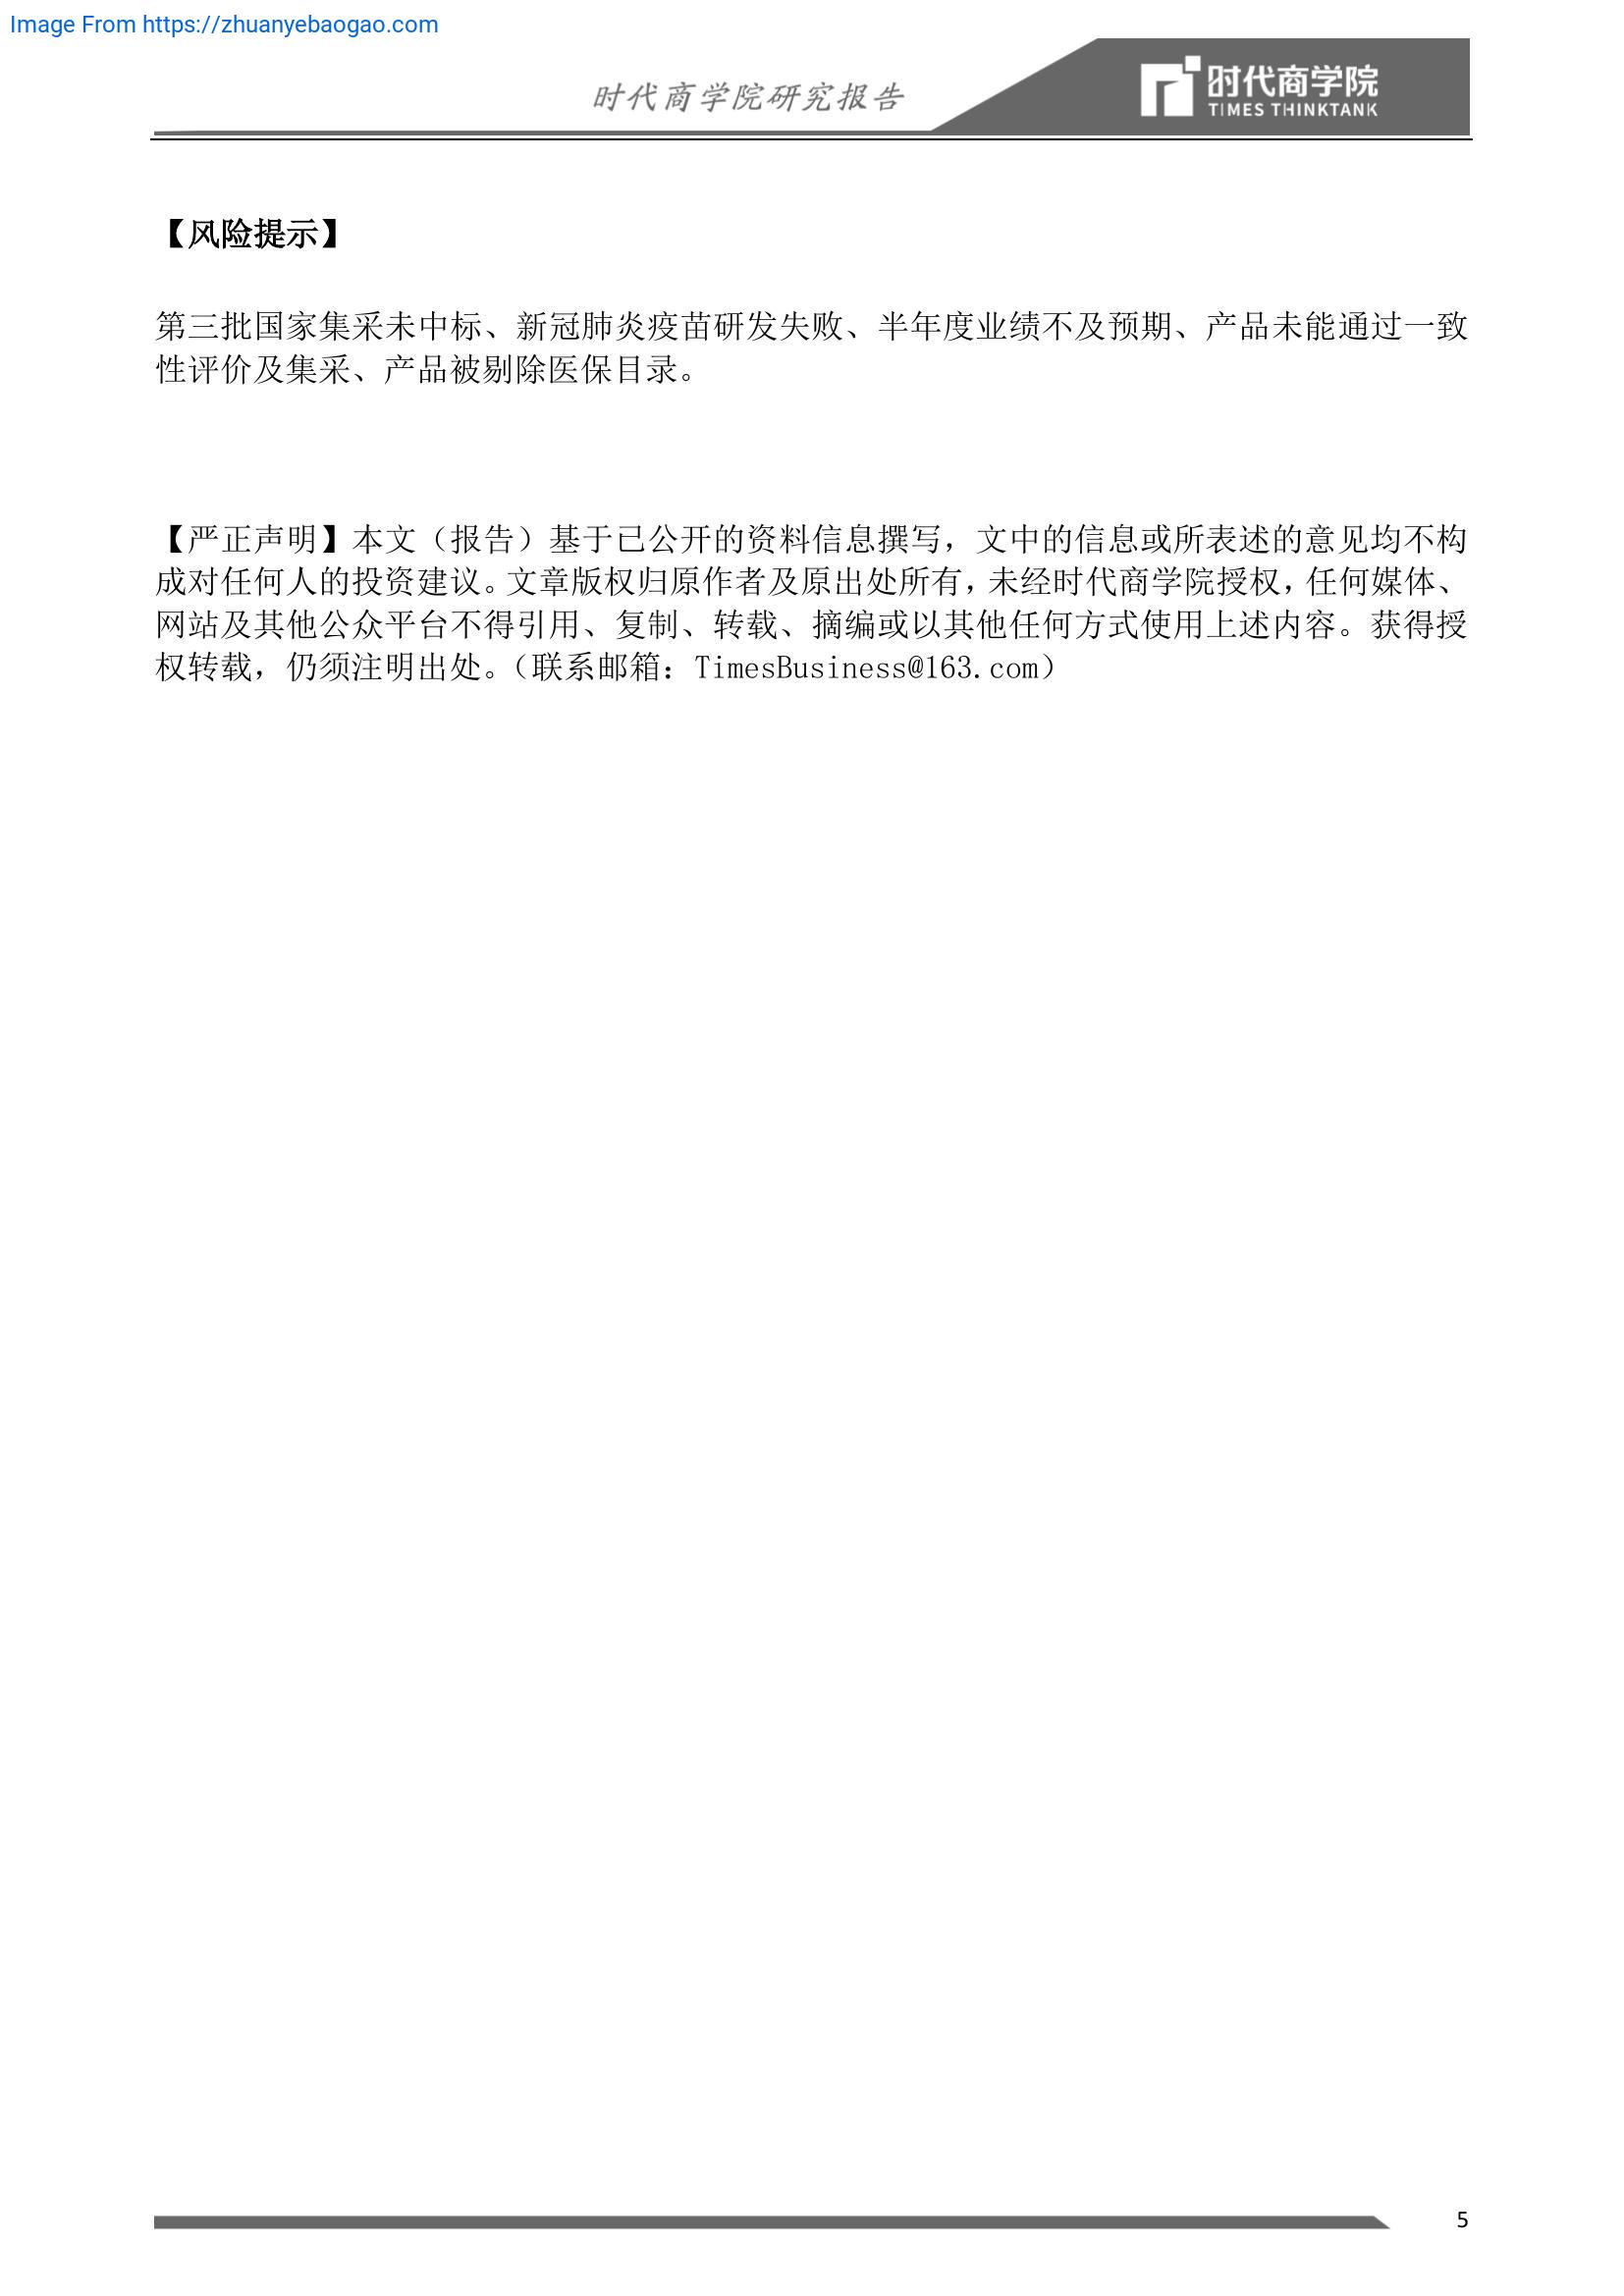 Image From https://zhuanyebaogao.com
时代商学院研究报告
时代商学院
TIMES THINKTANK
【风险提示】
第三批国家集采未中标、新冠肺炎疫苗研发失败、半年度业绩不及预期、产品未能通过一致
性评价及集采、产品被剔除医保目录。
【严正声明】本文（报告）基于已公开的资料信息撰写，文中的信息或所表述的意见均不构
成对任何人的投资建议。文章版权归原作者及原出处所有，未经时代商学院授权，任何媒体、
网站及其他公众平台不得引用、复制、转载、摘编或以其他任何方式使用上述内容。获得授
权转载，仍须注明出处。（联系邮箱：TimesBusiness@163.com）
5